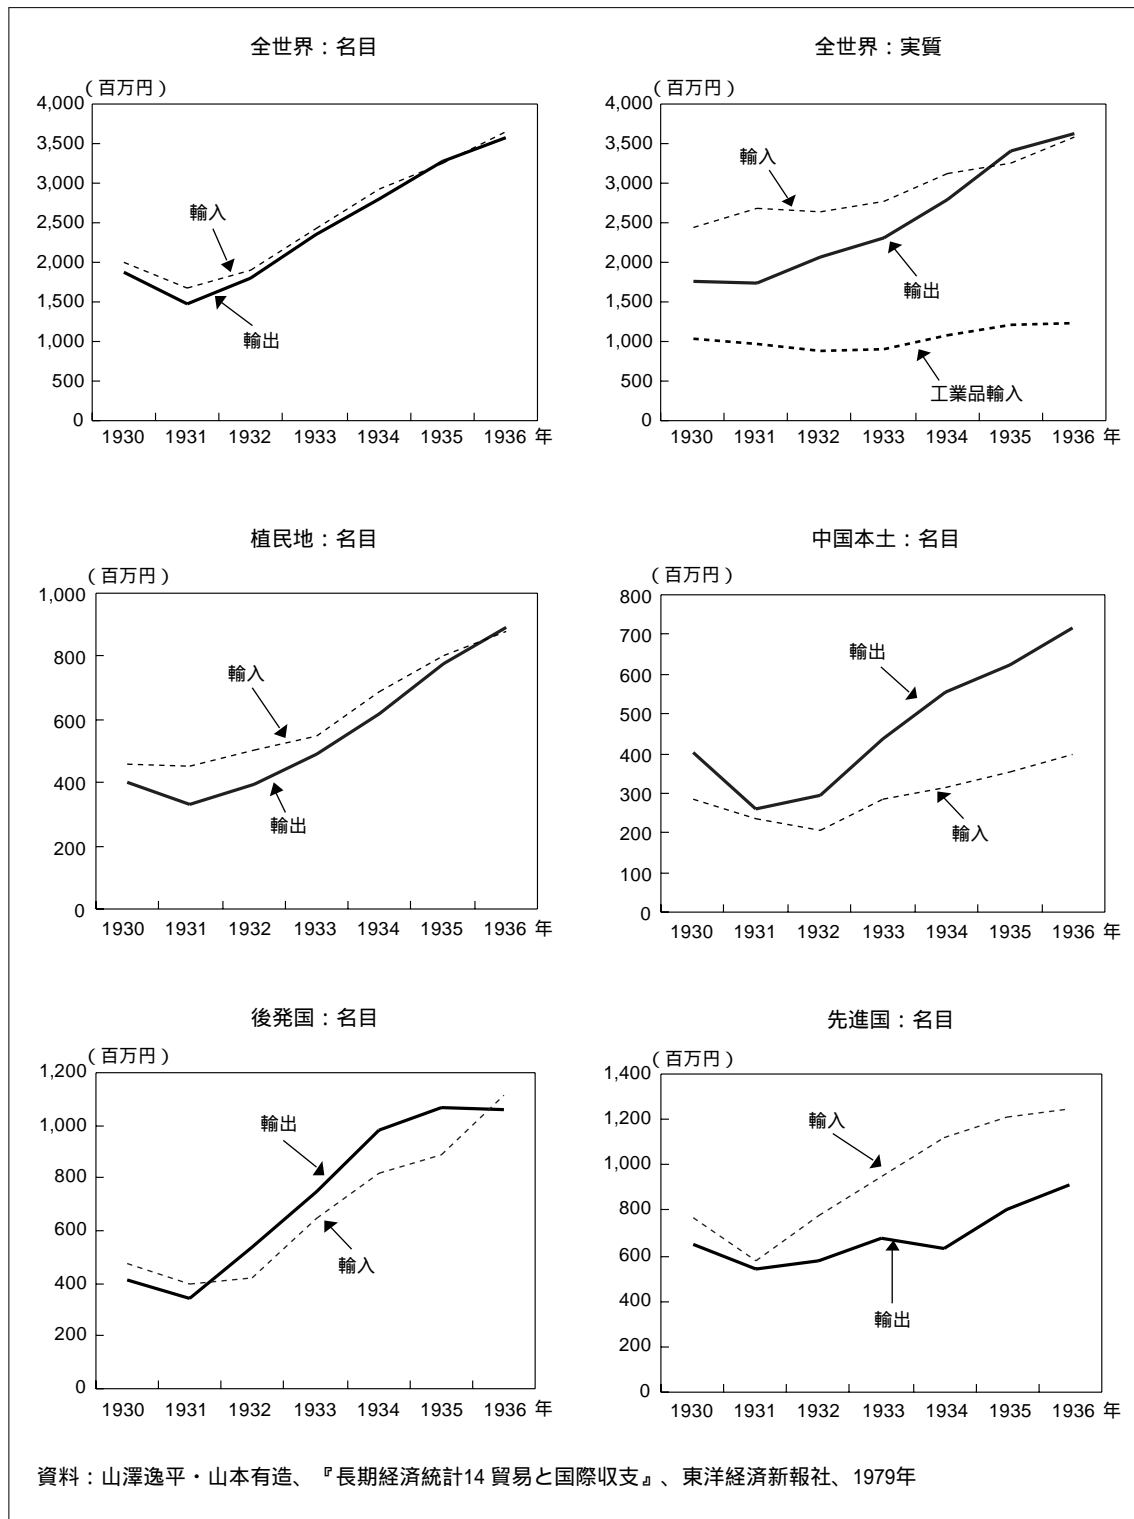 全世界：名目
（百万円）
4,000
3,500
3,000
2,500
2,000
1,500
1,000
500
0
輸入
輸出
1930 1931 1932 1933 1934 1935 1936 年
全世界：実質
（百万円）
4,000
3,500
3,000
2,500
2,000
1,500
1,000
500
0
輸入
輸出
工業品輸入
1930 1931 1932 1933 1934 1935 1936 年
植民地：名目
（百万円）
1,000
800
600
400
200
0
輸入
輸出
1930 1931 1932 1933 1934 1935 1936 年
中国本土：名目
（百万円）
800
700
600
500
400
300
200
100
0
輸出
輸入
1930 1931 1932 1933 1934 1935 1936 年
後発国：名目
（百万円）
1,200
1,000
800
600
400
200
0
輸出
輸入
1930 1931 1932 1933 1934 1935 1936 年
先進国：名目
（百万円）
1,400
1,200
1,000
800
600
400
200
0
輸入
輸出
1930 1931 1932 1933 1934 1935 1936 年
資料：山澤逸平・山本有造、『長期経済統計14 貿易と国際収支』、東洋経済新報社、1979年